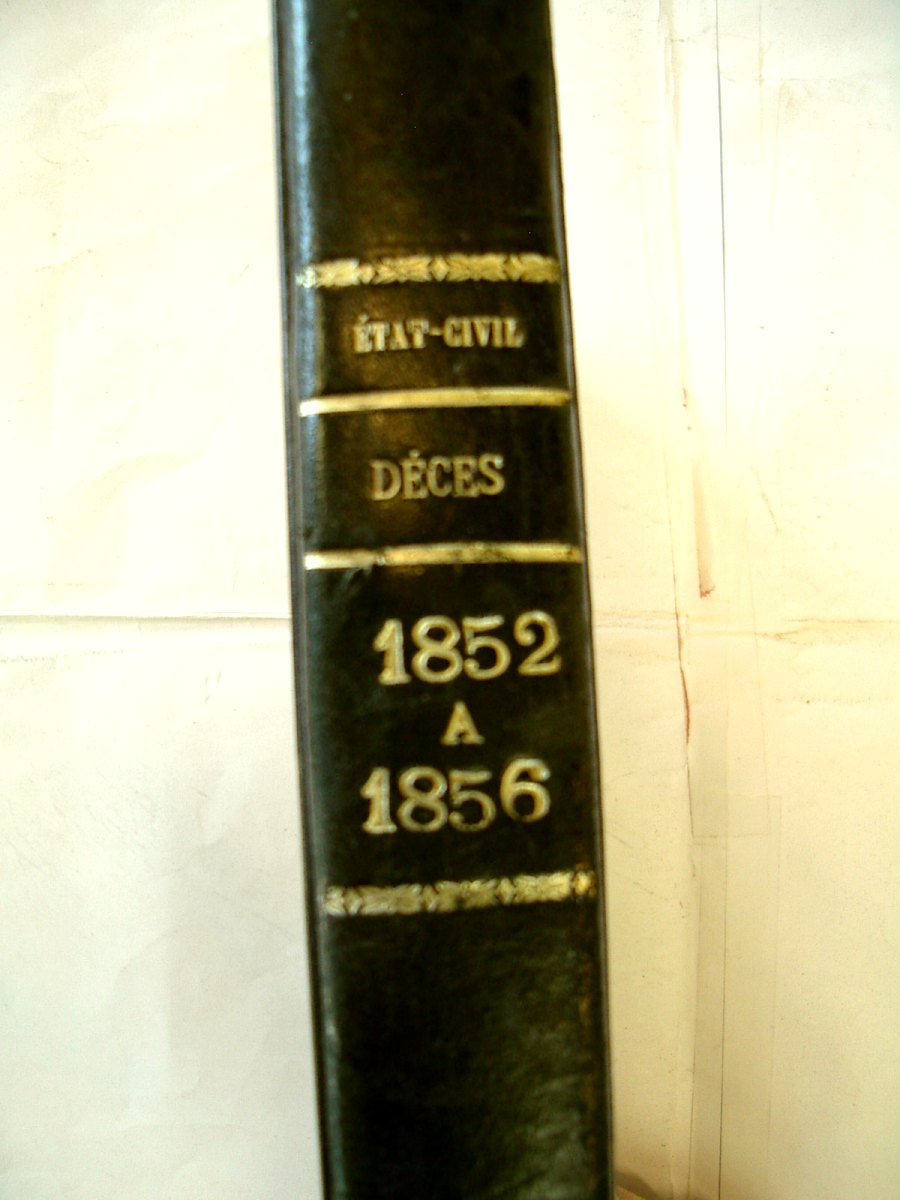 ÉTAT-CIVIL
DÉCES
1852
A
1856